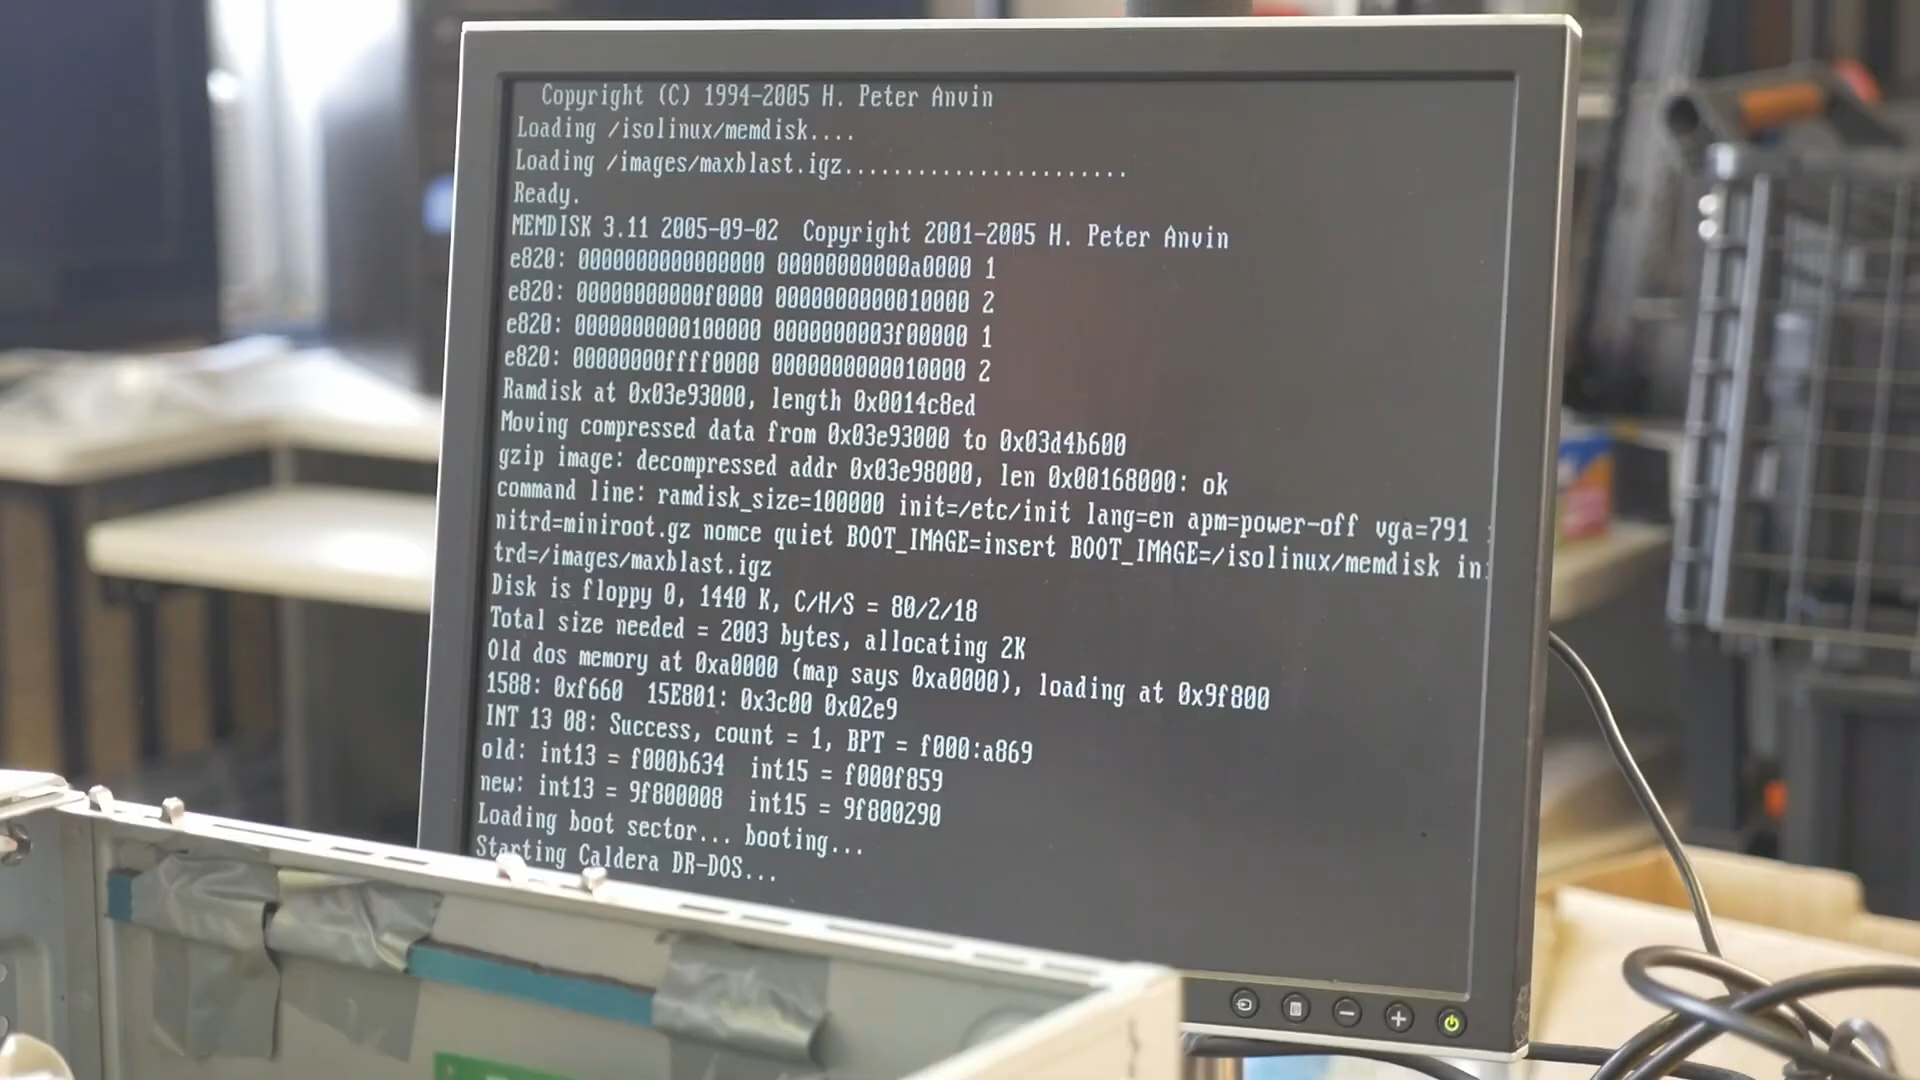 Copyright (C) 1994-2005 H. Peter Anvin
Loading /isolinux/memdisk....
Loading /images/maxblast.igz.......................
Ready.
MEMDISK 3.11 2005-09-02  Copyright 2001-2005 H. Peter Anvin
e820: 0000000000000000 00000000000a0000 1
e820: 00000000000f0000 0000000000010000 2
e820: 0000000000100000 0000000003f00000 1
e820: 00000000ffff0000 0000000000010000 2
Ramdisk at 0x03e93000, length 0x0014c8ed
Moving compressed data from 0x03e93000 to 0x03d4b600
gzip image: decompressed addr 0x03e98000, len 0x00168000: ok
command line: ramdisk_size=100000 init=/etc/init lang=en apm=power-off vga=791 i
nitrd=miniroot.gz nomce quiet BOOT_IMAGE=insert BOOT_IMAGE=/isolinux/memdisk ini
trd=/images/maxblast.igz
Disk is floppy 0, 1440 K, C/H/S = 80/2/18
Total size needed = 2003 bytes, allocating 2K
Old dos memory at 0xa0000 (map says 0xa0000), loading at 0x9f800
1588: 0xf660  15E801: 0x3c00 0x02e9
INT 13 08: Success, count = 1, BPT = f000:a869
old: int13 = f000b634  int15 = f000f859
new: int13 = 9f800008  int15 = 9f800290
Loading boot sector... booting...
Starting Caldera DR-DOS...